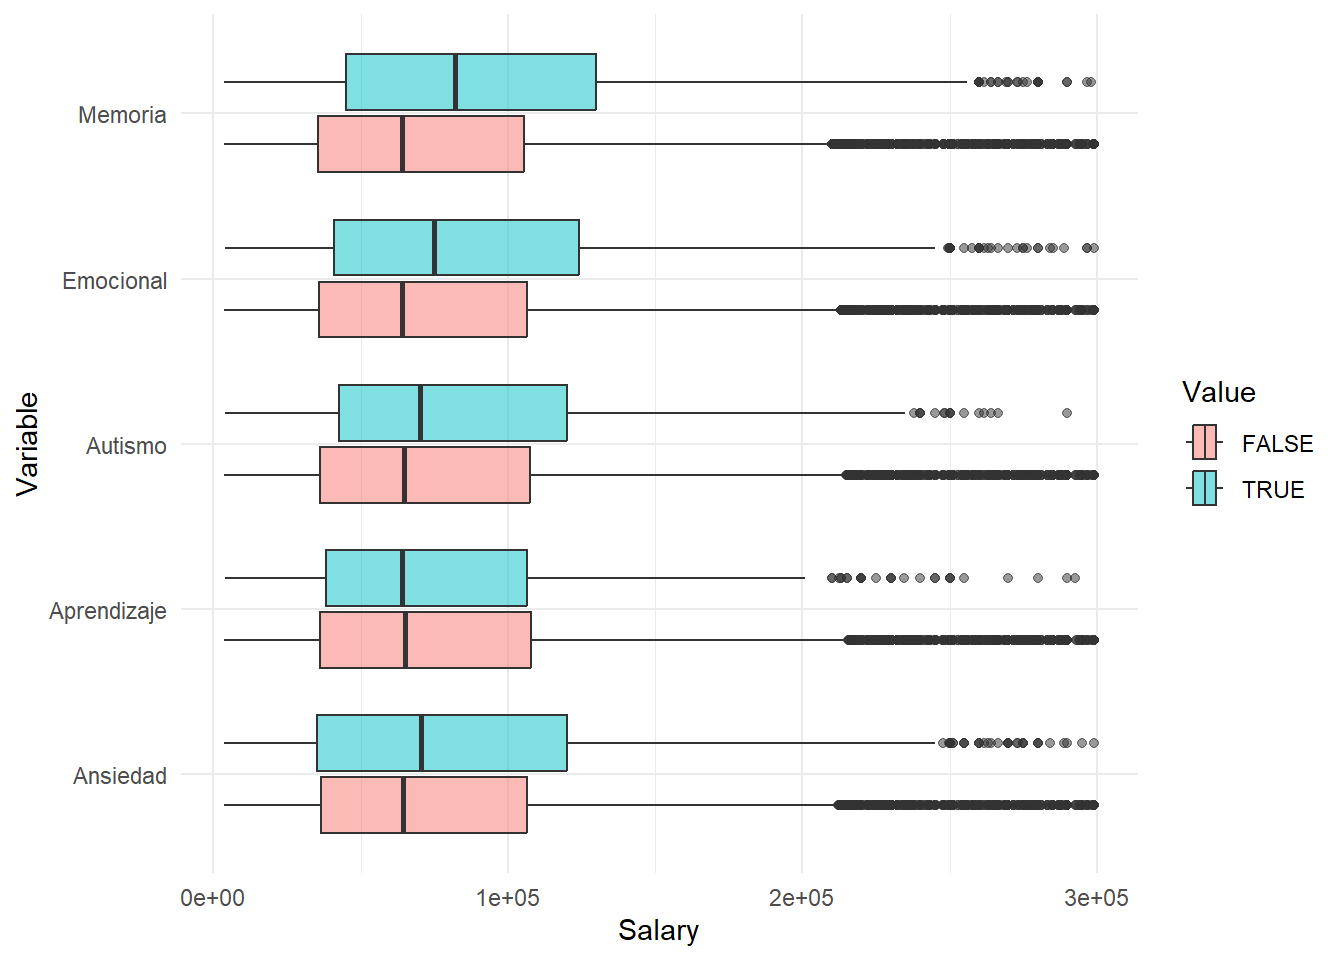 Memoria
Emocional
Autismo
Aprendizaje
Ansiedad
Variable
0e+00 1e+05 2e+05 3e+05
Salary
Value
FALSE
TRUE